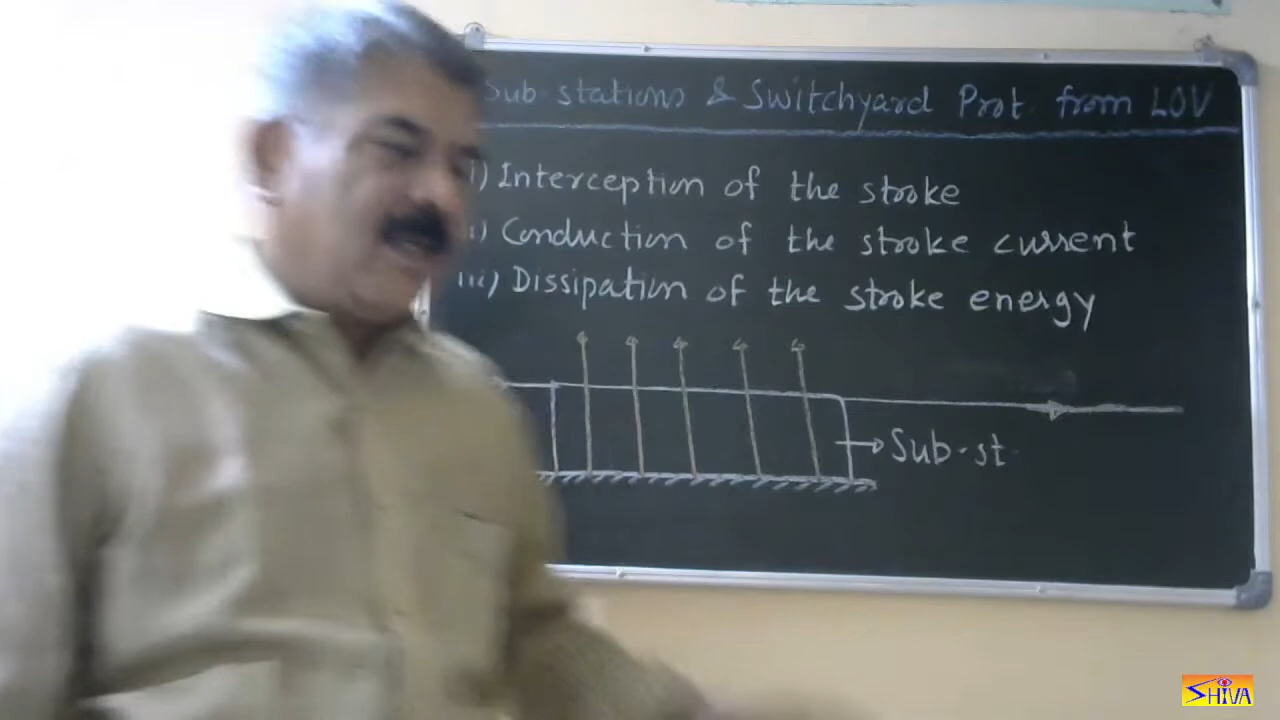 Sub-stations & Switchyard Prot. from LOV
i) Interception of the stroke
ii) Conduction of the stroke current
iii) Dissipation of the stroke energy
Sub-st
SHIVA